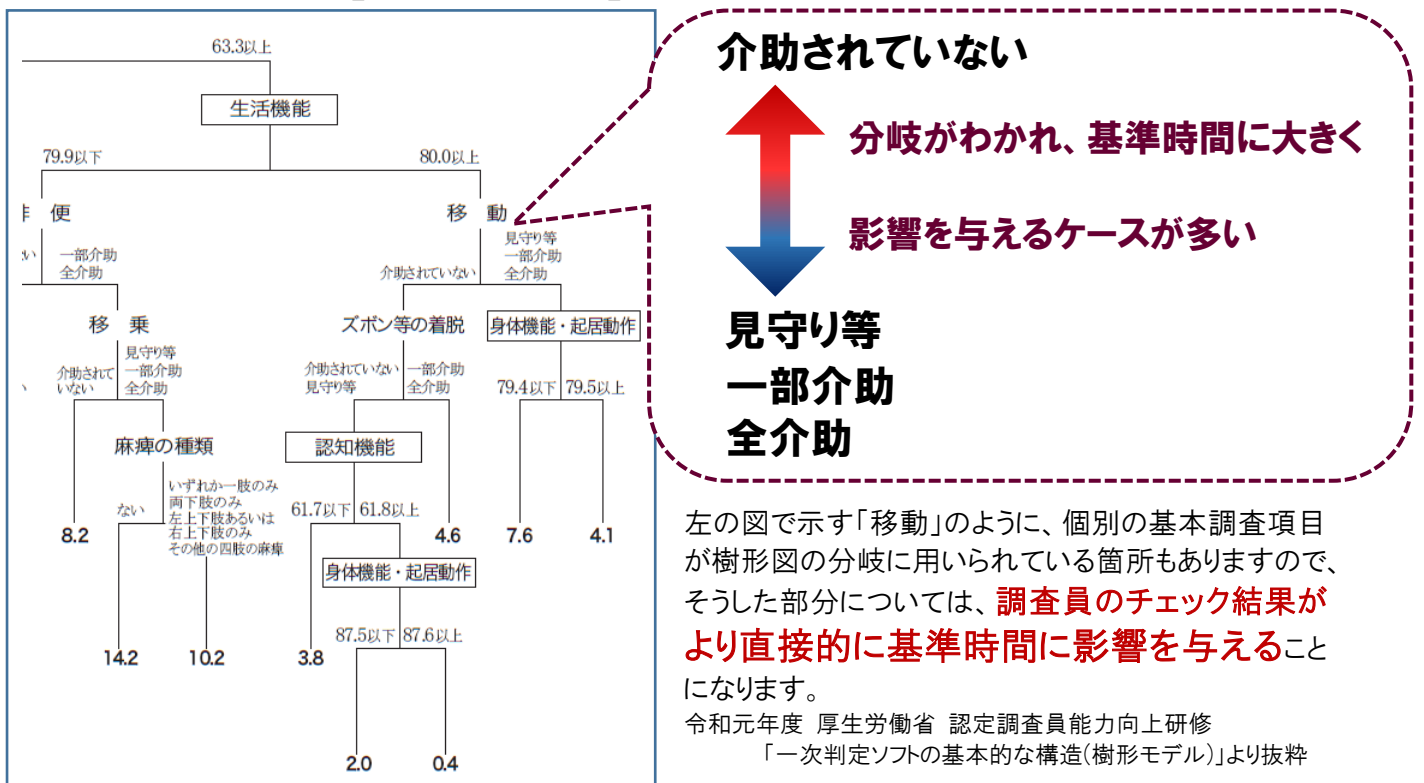 63.3以上
生活機能
79.9以下
80.0以上
便
移 動
一部介助
全介助
介助されていない
見守り等
一部介助
全介助
移 乗
ズボン等の着脱
身体機能・起居動作
介助されて
いない
見守り等
一部介助
全介助
介助されていない
見守り等
一部介助
全介助
79.4以下
79.5以上
麻痺の種類
認知機能
ない
いずれか一肢のみ
両下肢のみ
左上下肢あるいは
右上下肢のみ
その他の四肢の麻痺
61.7以下
61.8以上
8.2
4.6
7.6
4.1
身体機能・起居動作
87.5以下
87.6以上
14.2
10.2
3.8
2.0
0.4
介助されていない
分岐がわかれ、基準時間に大きく
影響を与えるケースが多い
見守り等
一部介助
全介助
左の図で示す「移動」のように、個別の基本調査項目
が樹形図の分岐に用いられている箇所もありますので、
そうした部分については、調査員のチェック結果が
より直接的に基準時間に影響を与えること
になります。
令和元年度 厚生労働省 認定調査員能力向上研修
「一次判定ソフトの基本的な構造(樹形モデル)」より抜粋